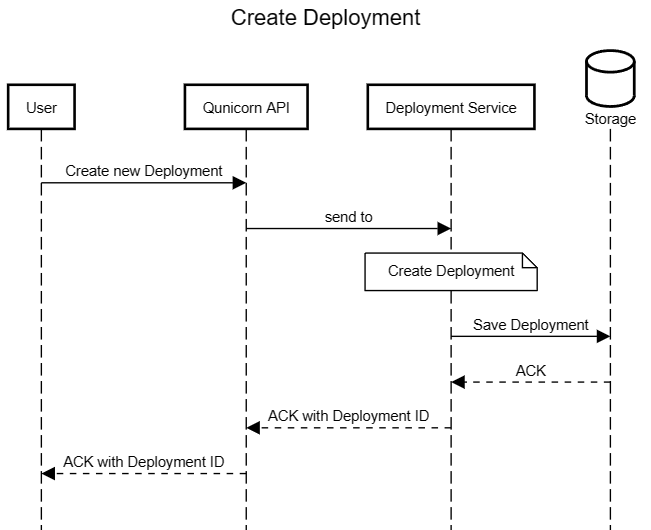 Create Deployment
User
Qunicorn API
Deployment Service
Storage
Create new Deployment
send to
Create Deployment
Save Deployment
ACK
ACK with Deployment ID
ACK with Deployment ID